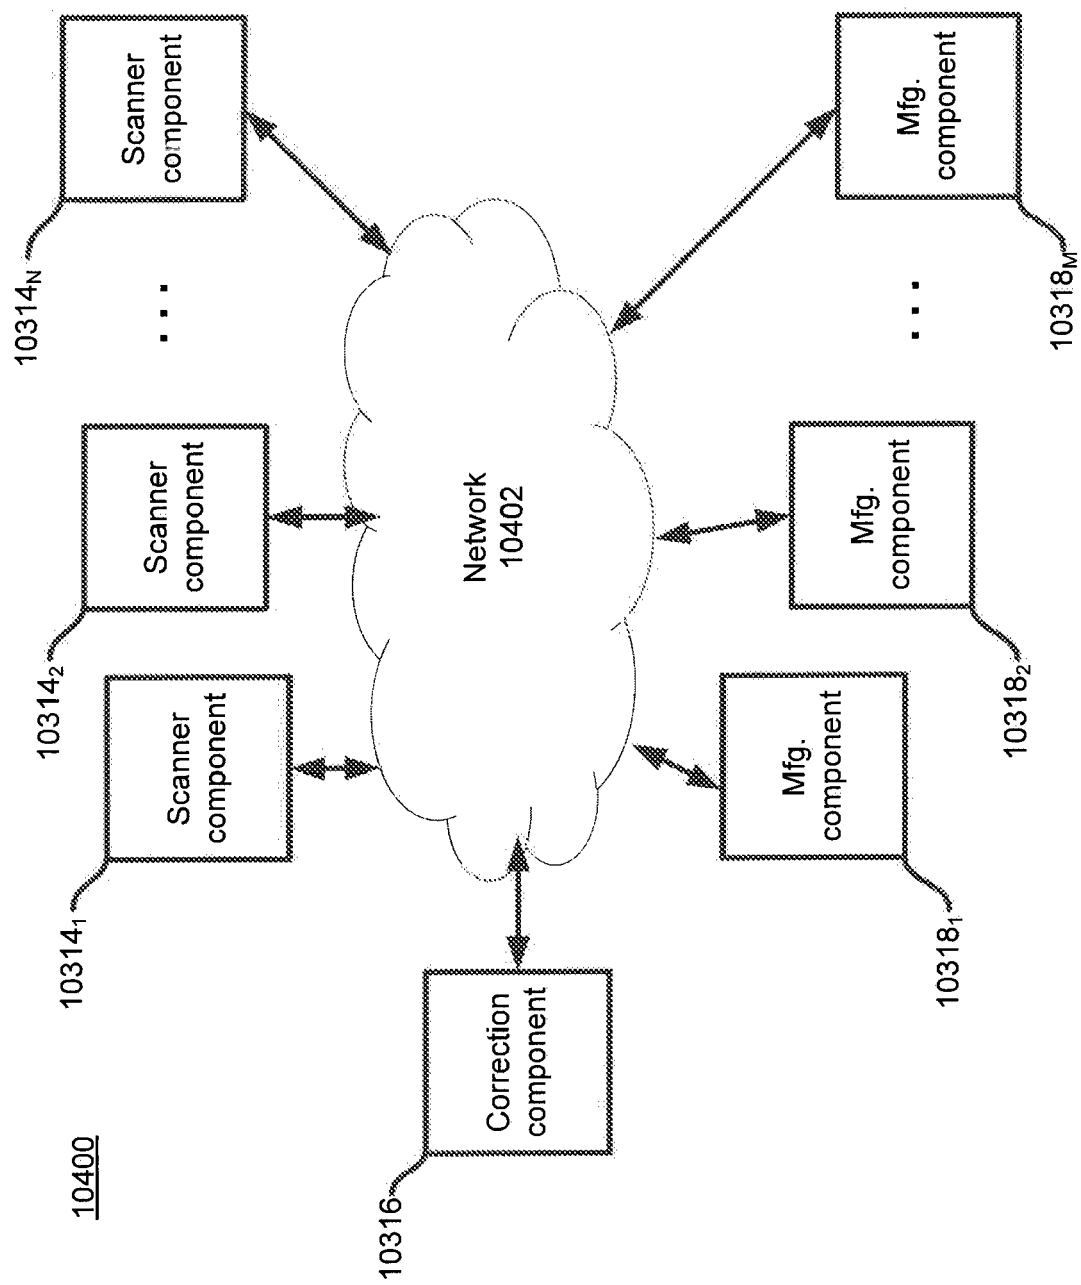 10400
10314₁
Scanner
component
10314₂
Scanner
component
10314N
Scanner
component
. . .
10316
Correction
component
Network
10402
10318₁
Mfg.
component
10318₂
Mfg.
component
10318M
Mfg.
component
. . .